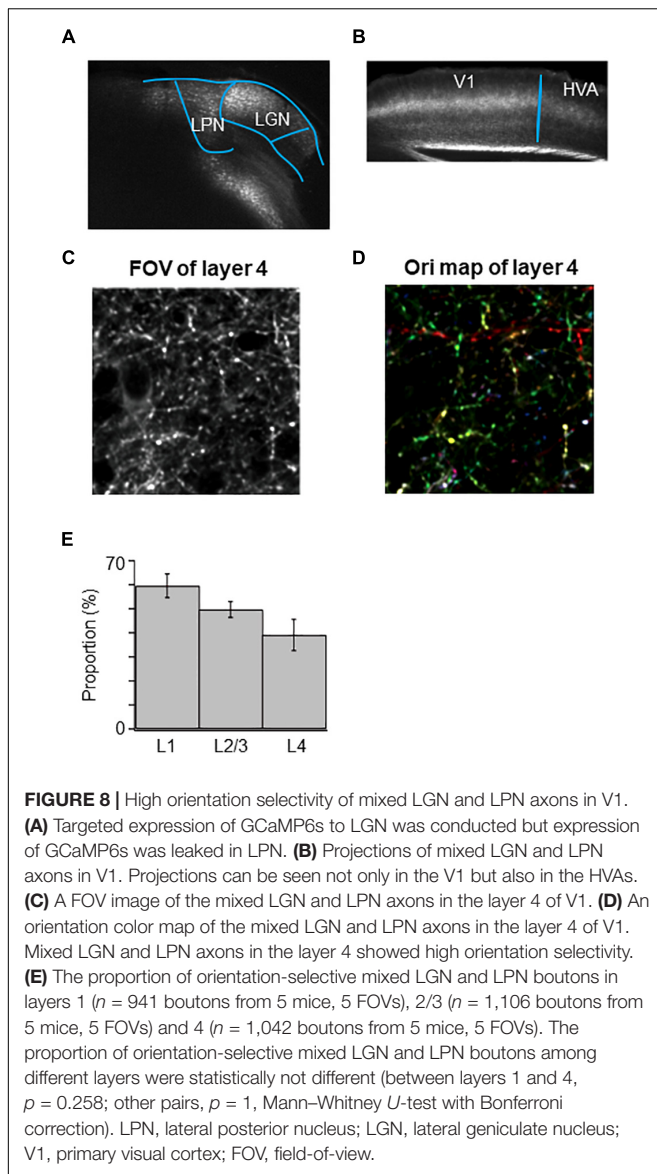 A
B
LPN
LGN
V1
HVA
C
FOV of layer 4
D
Ori map of layer 4
E
70
Proportion (%)
0
L1
L2/3
L4
FIGURE 8 | High orientation selectivity of mixed LGN and LPN axons in V1.
(A) Targeted expression of GCaMP6s to LGN was conducted but expression
of GCaMP6s was leaked in LPN. (B) Projections of mixed LGN and LPN
axons in V1. Projections can be seen not only in the V1 but also in the HVAs.
(C) A FOV image of the mixed LGN and LPN axons in the layer 4 of V1. (D) An
orientation color map of the mixed LGN and LPN axons in the layer 4 of V1.
Mixed LGN and LPN axons in the layer 4 showed high orientation selectivity.
(E) The proportion of orientation-selective mixed LGN and LPN boutons in
layers 1 (n = 941 boutons from 5 mice, 5 FOVs), 2/3 (n = 1,106 boutons from
5 mice, 5 FOVs) and 4 (n = 1,042 boutons from 5 mice, 5 FOVs). The
proportion of orientation-selective mixed LGN and LPN boutons among
different layers were statistically not different (between layers 1 and 4,
p = 0.258; other pairs, p = 1, Mann–Whitney U-test with Bonferroni
correction). LPN, lateral posterior nucleus; LGN, lateral geniculate nucleus;
V1, primary visual cortex; FOV, field-of-view.